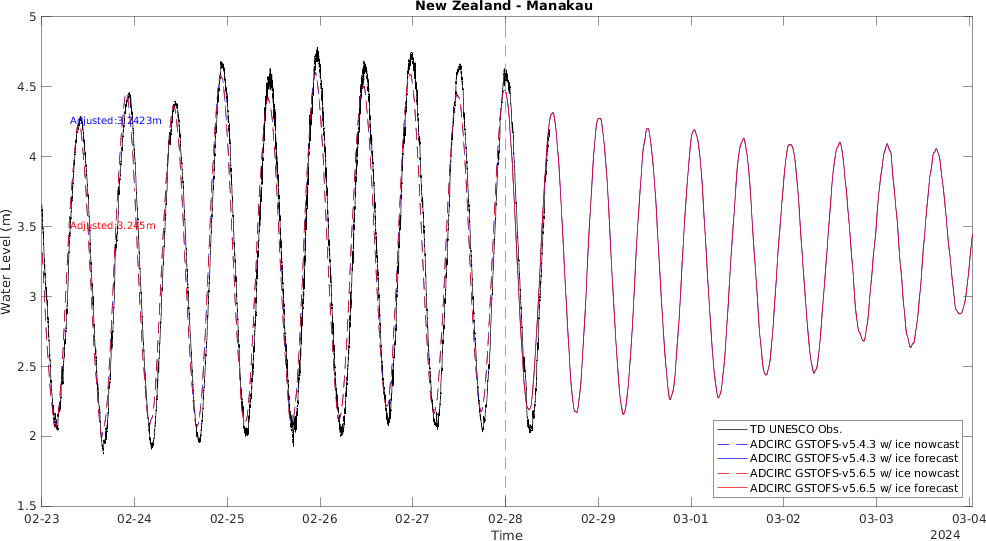 New Zealand - Manakau
5
4.5
4
3.5
3
2.5
2
1.5
Water Level (m)
Adjusted:3.2423m
Adjusted:3.245m
TD UNESCO Obs.
ADCIRC GSTOFS-v5.4.3 w/ ice nowcast
ADCIRC GSTOFS-v5.4.3 w/ ice forecast
ADCIRC GSTOFS-v5.6.5 w/ ice nowcast
ADCIRC GSTOFS-v5.6.5 w/ ice forecast
02-23 02-24 02-25 02-26 02-27 02-28 02-29 03-01 03-02 03-03 03-04
Time
2024